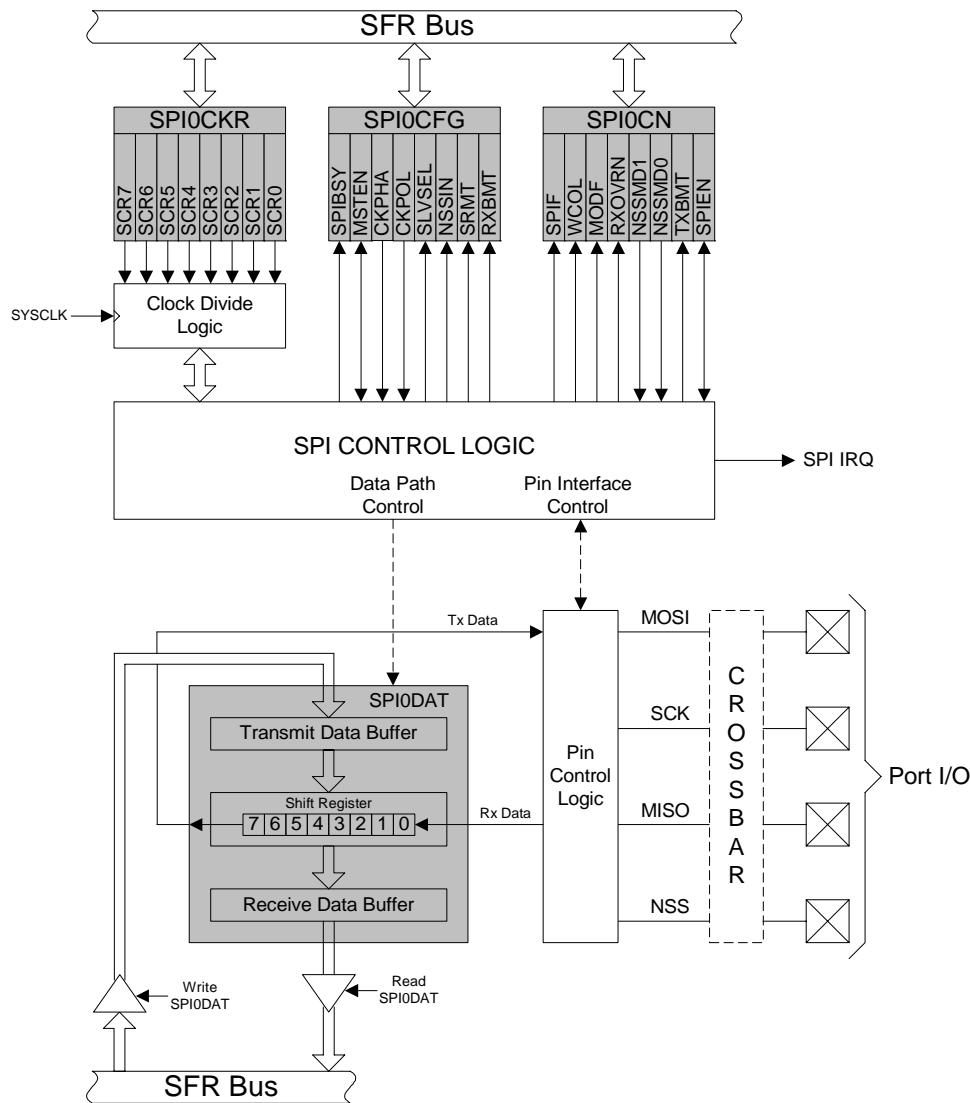 SFR Bus
SPI0CKR
SPI0CFG
SPI0CN
SCR7
SCR6
SCR5
SCR4
SCR3
SCR2
SCR1
SCR0
SPIBSY
MSTEN
CKPHA
CKPOL
SLVSEL
NSSIN
SRMT
RXBMT
SPIF
WCOL
MODF
RXOVRN
NSSMD1
NSSMD0
TXBMT
SPIEN
SYSCLK
Clock Divide
Logic
SPI CONTROL LOGIC
SPI IRQ
Data Path
Control
Pin Interface
Control
Tx Data
MOSI
SPI0DAT
Transmit Data Buffer
SCK
Pin
Control
Logic
CROSSBAR
Port I/O
Shift Register
7 6 5 4 3 2 1 0
Rx Data
MISO
Receive Data Buffer
NSS
Write
SPI0DAT
Read
SPI0DAT
SFR Bus